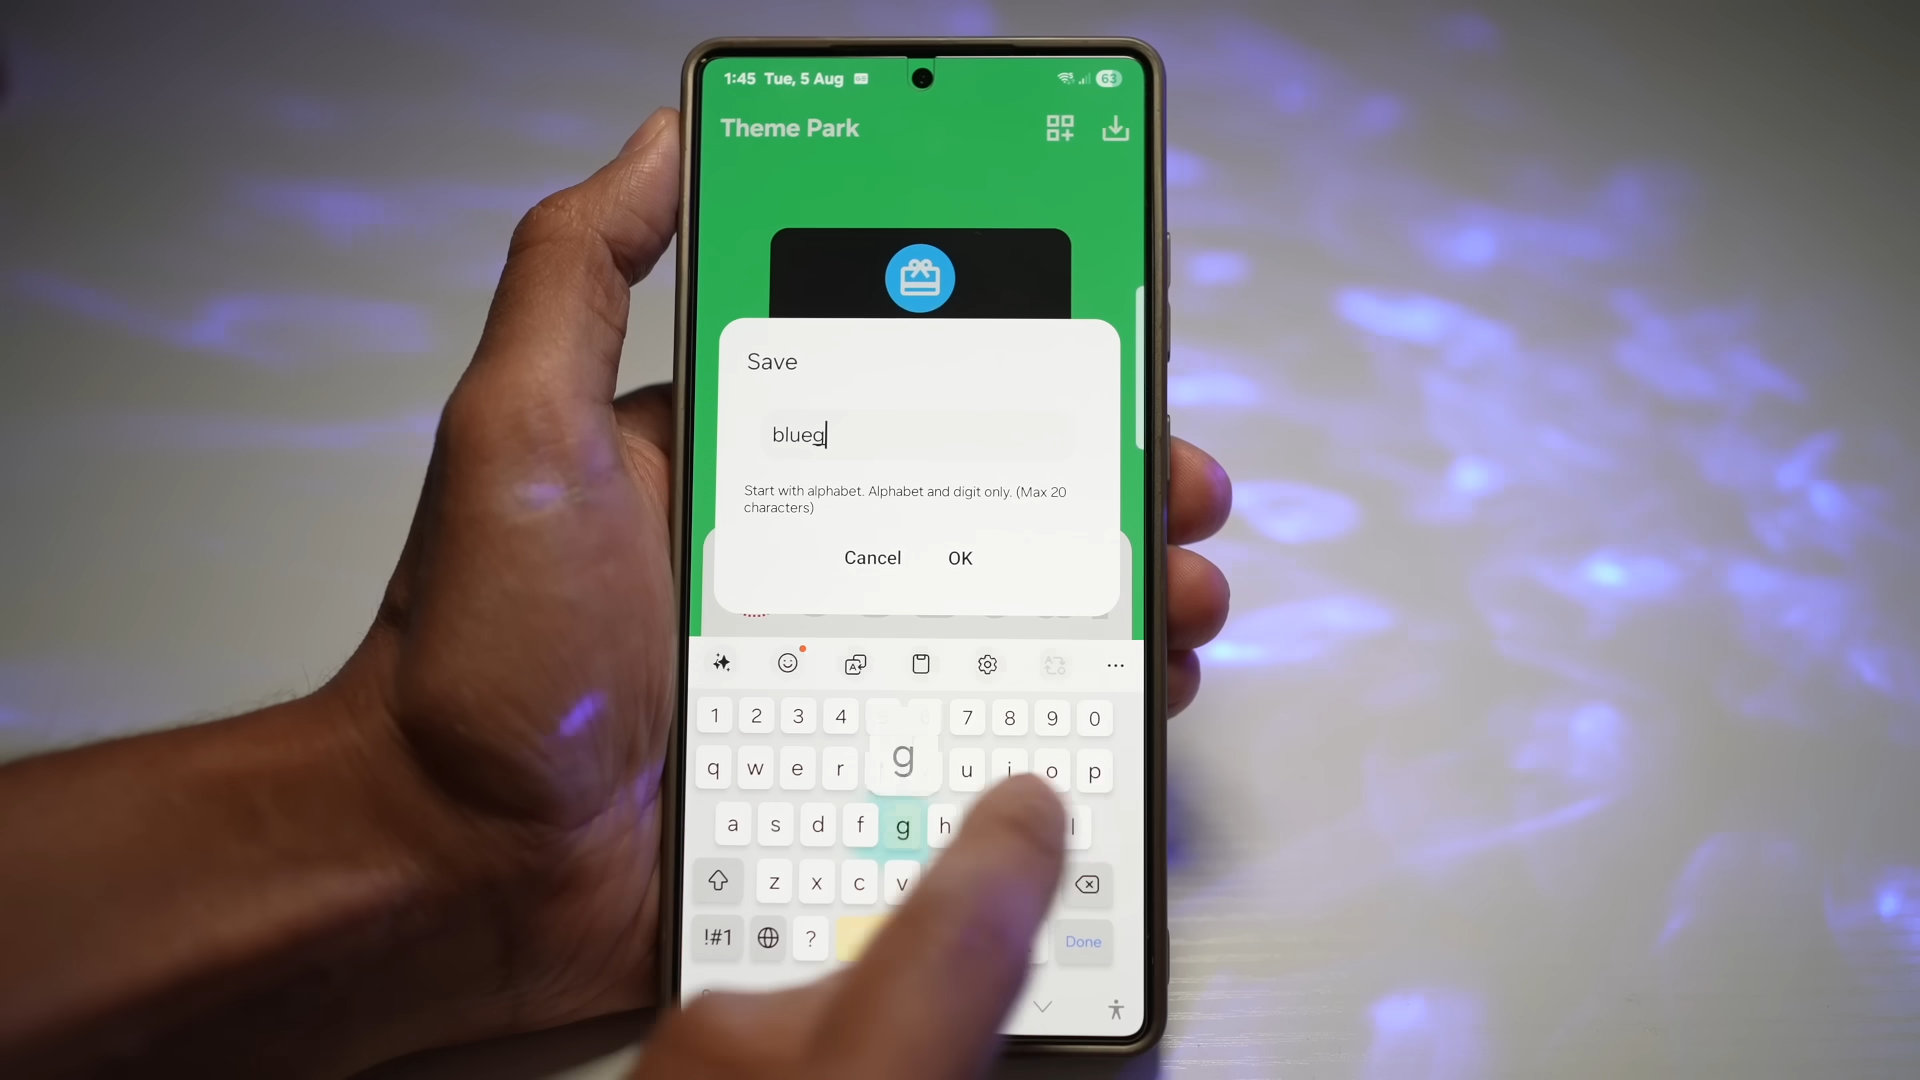 1:45 Tue, 5 Aug
63
Theme Park
Save
blueg
Start with alphabet. Alphabet and digit only. (Max 20
characters)
Cancel OK
1 2 3 4 7 8 9 0
g
q w e r u i o p
a s d f g h l
z x c v
!#1 ? Done